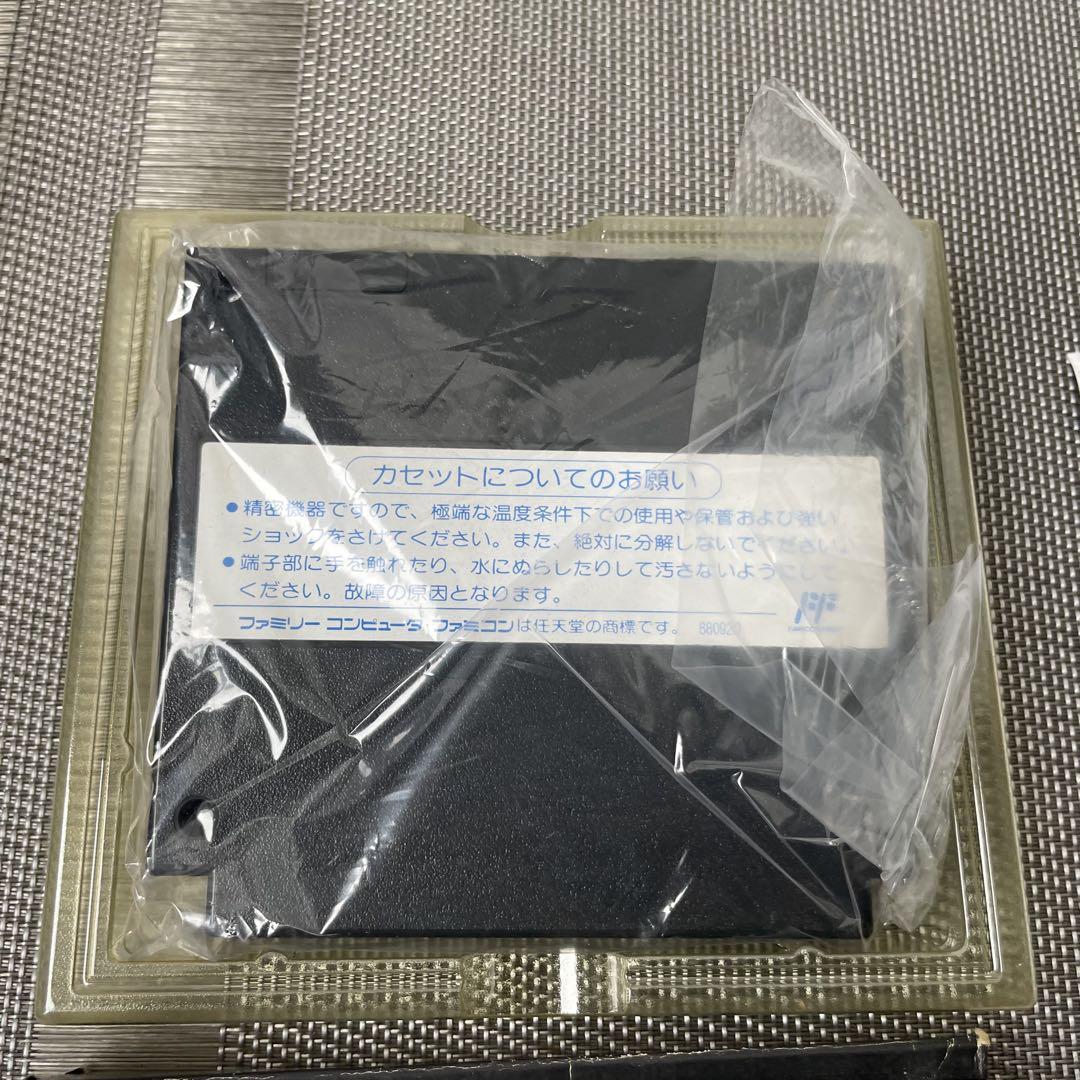 カセットについてのお願い
●精密機器ですので、極端な温度条件下での使用や保管および強い
ショックをさけてください。また、絶対に分解しないでください。
●端子部に手を触れたり、水にぬらしたりして汚さないようにして
ください。故障の原因となります。
ファミリーコンピュータ・ファミコンは任天堂の商標です。